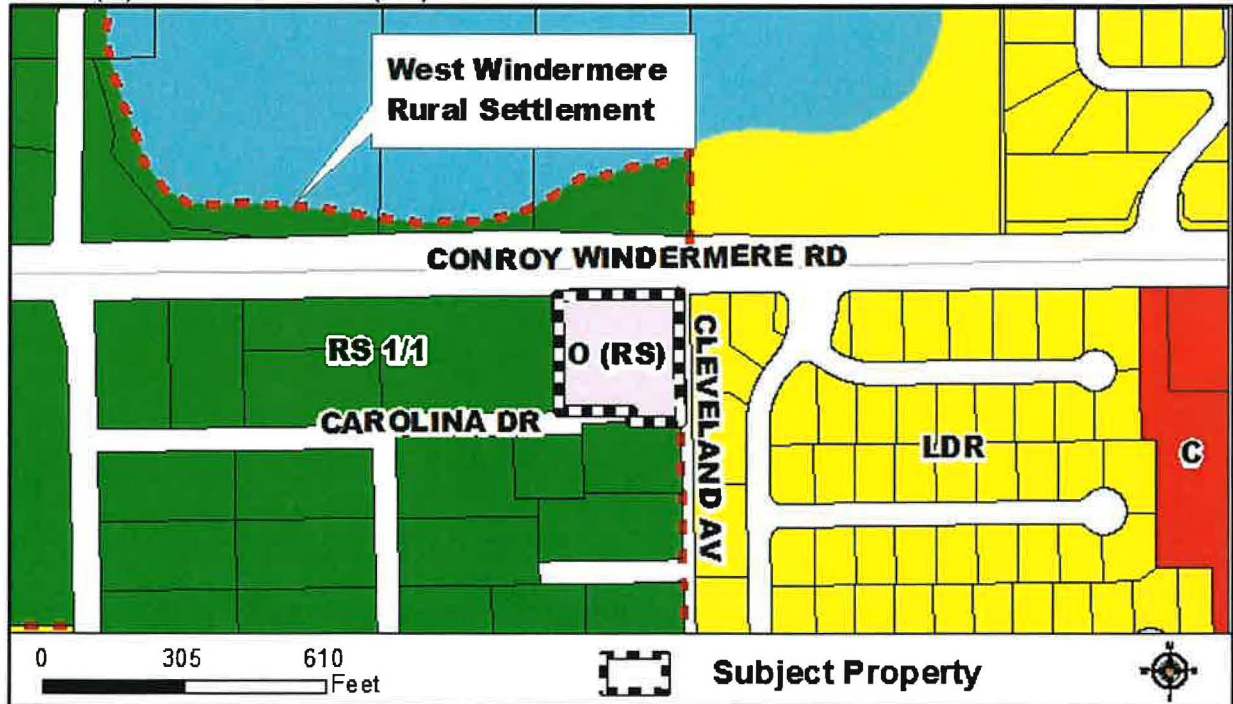 West Windermere
Rural Settlement
CONROY WINDERMERE RD
RS 1/1
O (RS)
CLEVELAND AV
CAROLINA DR
LDR
C
0 305 610
Feet
Subject Property